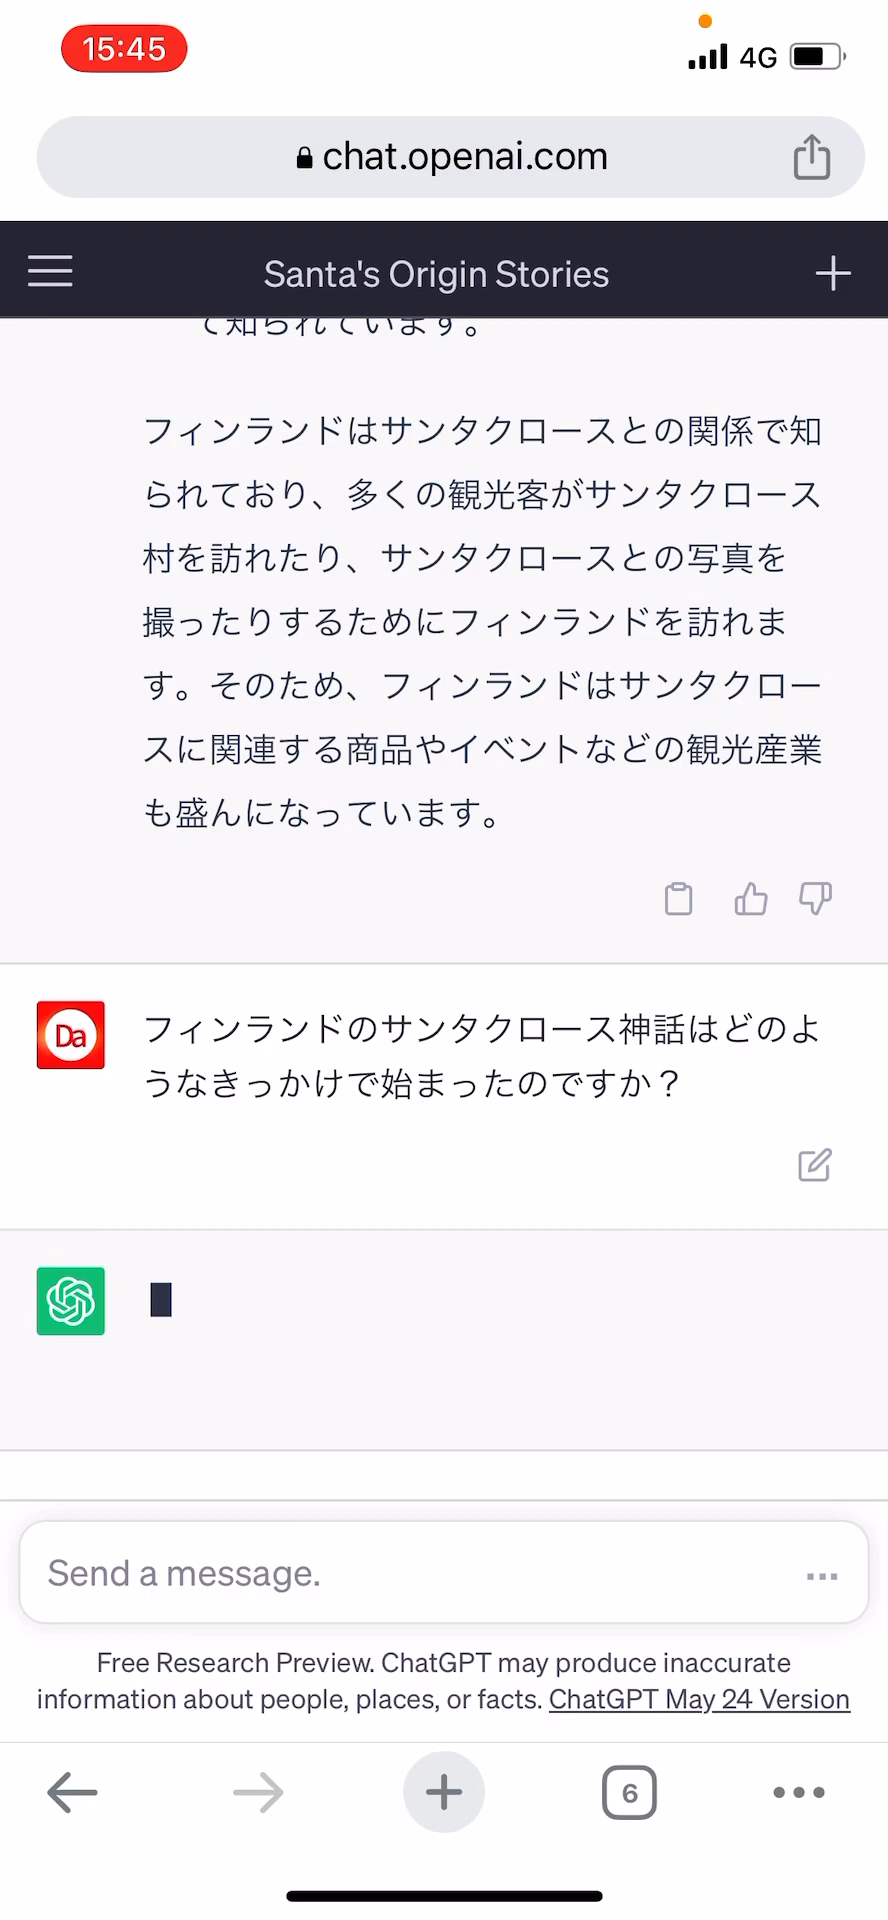 15:45
4G
chat.openai.com
Santa's Origin Stories
て知られています。
フィンランドはサンタクロースとの関係で知
られており、多くの観光客がサンタクロース
村を訪れたり、サンタクロースとの写真を
撮ったりするためにフィンランドを訪れま
す。そのため、フィンランドはサンタクロー
スに関連する商品やイベントなどの観光産業
も盛んになっています。
Da
フィンランドのサンタクロース神話はどのよ
うなきっかけで始まったのですか？
Send a message.
Free Research Preview. ChatGPT may produce inaccurate
information about people, places, or facts. ChatGPT May 24 Version
6